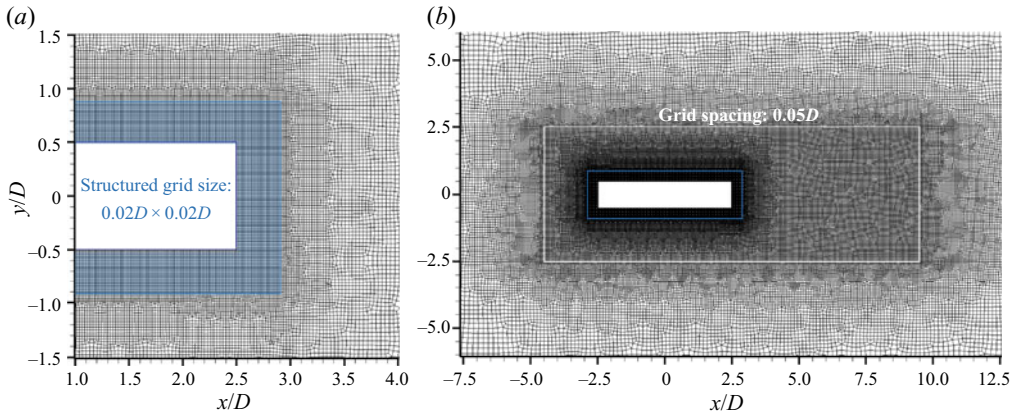 (a)
1.5
1.0
0.5
0
–0.5
–1.0
–1.5
y/D
Structured grid size:
0.02D × 0.02D
1.0 1.5 2.0 2.5 3.0 3.5 4.0
x/D
(b)
5.0
2.5
0
–2.5
–5.0
Grid spacing: 0.05D
–7.5 –5.0 –2.5 0 2.5 5.0 7.5 10.0 12.5
x/D